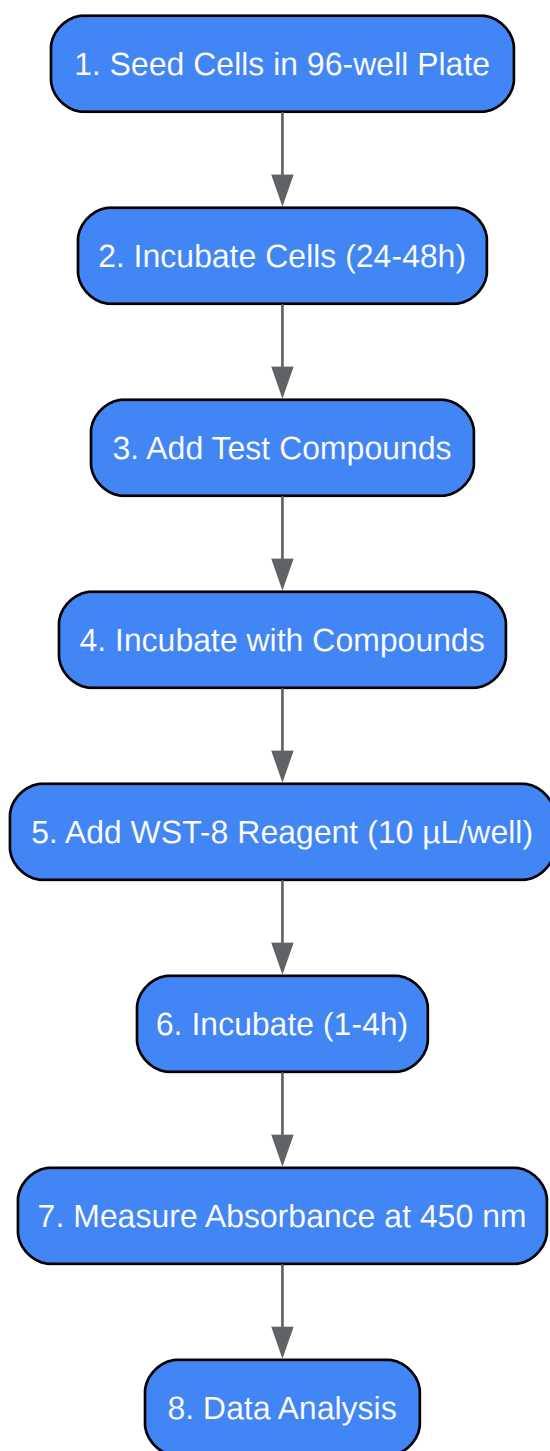 1. Seed Cells in 96-well Plate
2. Incubate Cells (24-48h)
3. Add Test Compounds
4. Incubate with Compounds
5. Add WST-8 Reagent (10 µL/well)
6. Incubate (1-4h)
7. Measure Absorbance at 450 nm
8. Data Analysis